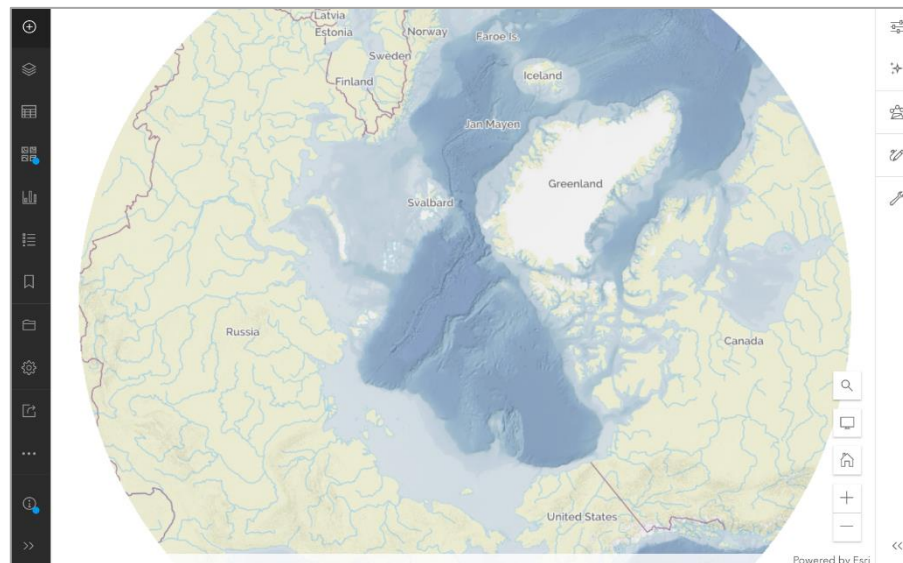 Latvia
Estonia
Norway
Faroe Is.
Sweden
Finland
Iceland
Jan Mayen
Greenland
Svalbard
Russia
Canada
United States
Powered by Esri